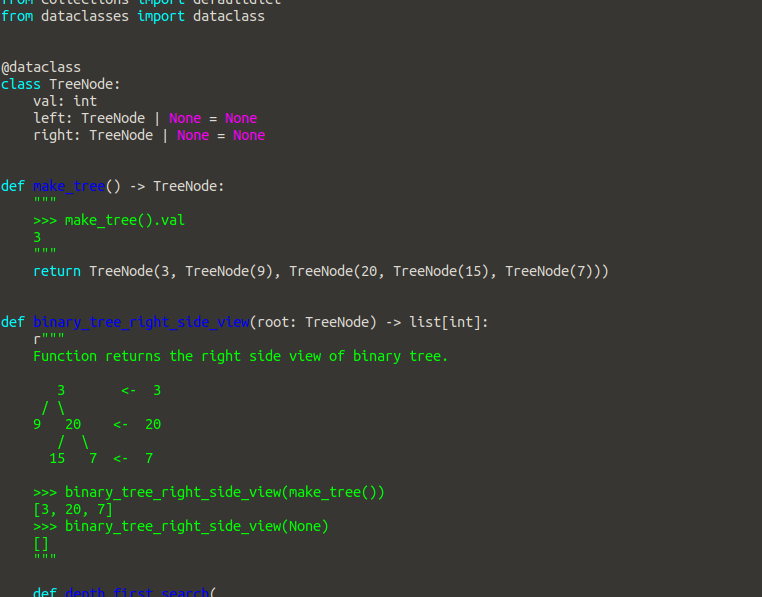 from collections import defaultdict
from dataclasses import dataclass
@dataclass
class TreeNode:
    val: int
    left: TreeNode | None = None
    right: TreeNode | None = None
def make_tree() -> TreeNode:
    """
    >>> make_tree().val
    3
    """
    return TreeNode(3, TreeNode(9), TreeNode(20, TreeNode(15), TreeNode(7)))
def binary_tree_right_side_view(root: TreeNode) -> list[int]:
    r"""
    Function returns the right side view of binary tree.
       3       <-  3
     / \
    9   20    <-  20
       /  \
      15   7  <-  7
    >>> binary_tree_right_side_view(make_tree())
    [3, 20, 7]
    >>> binary_tree_right_side_view(None)
    []
    """
    def depth_first_search(